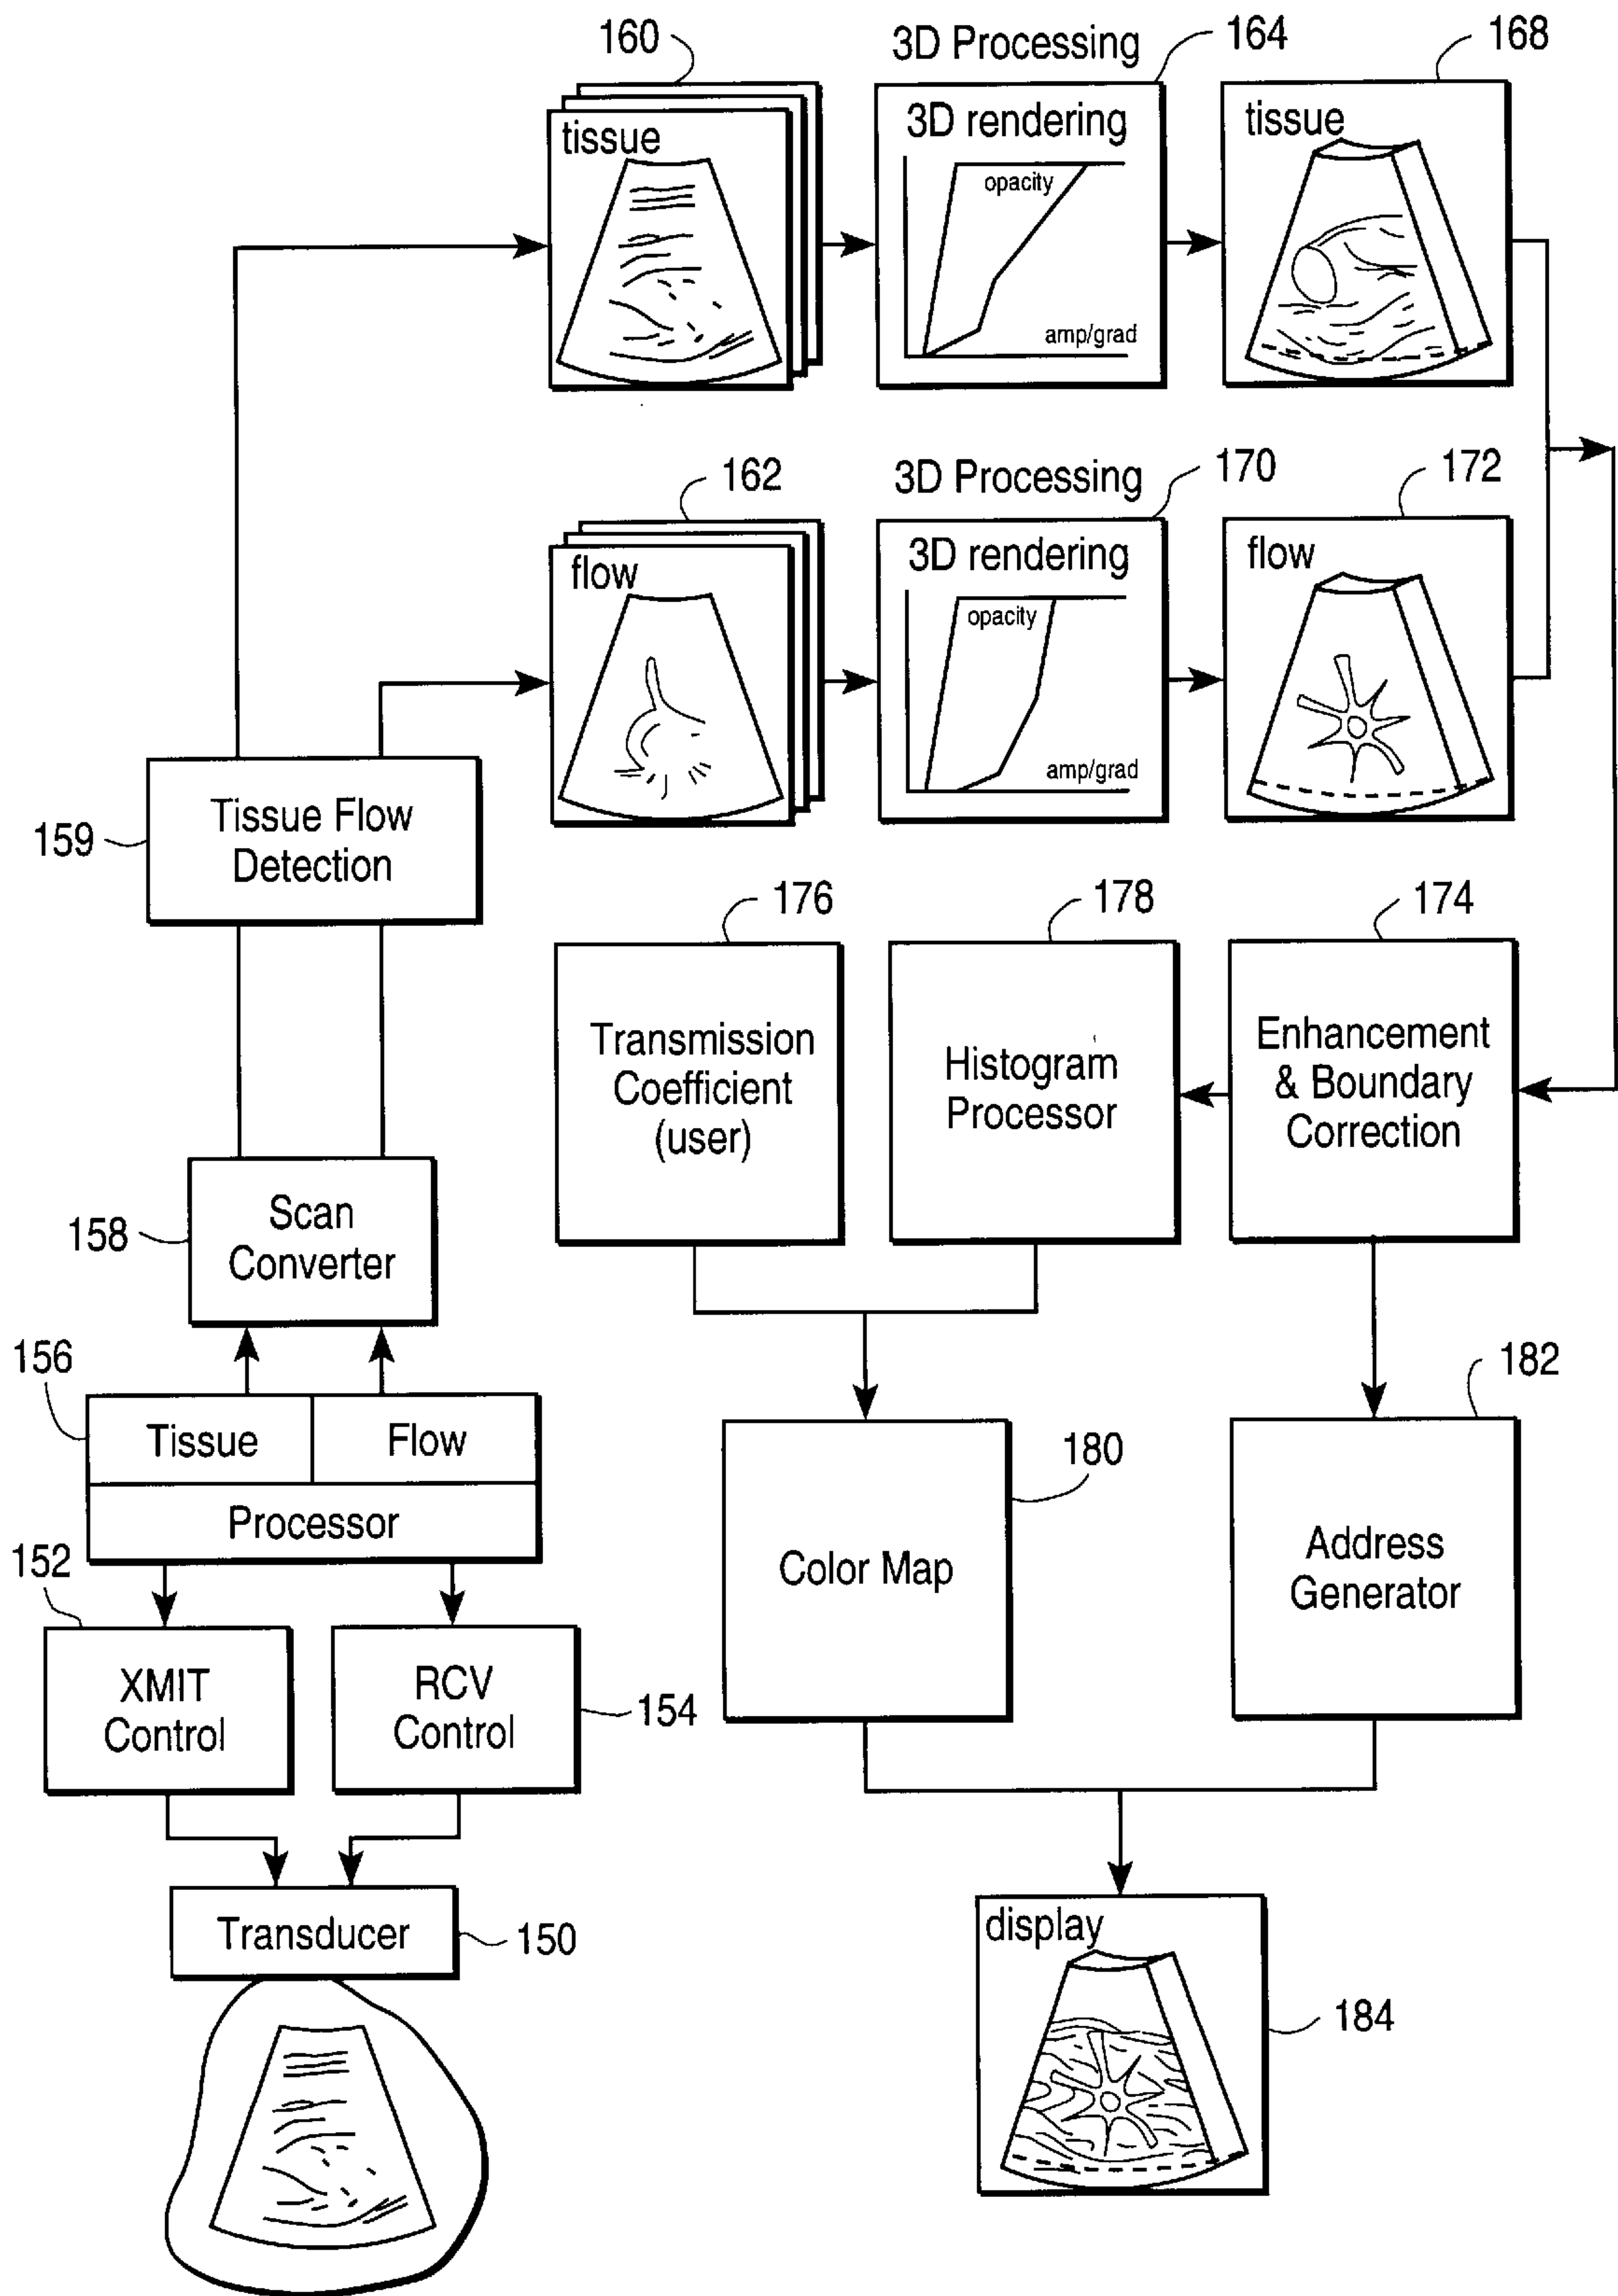 160
3D Processing
164
168
tissue
3D rendering
opacity
amp/grad
tissue
162
3D Processing
170
172
flow
3D rendering
opacity
amp/grad
flow
159
Tissue Flow
Detection
176
178
174
Transmission
Coefficient
(user)
Histogram
Processor
Enhancement
& Boundary
Correction
158
Scan
Converter
156
Tissue
Flow
Processor
152
XMIT
Control
RCV
Control
154
180
Color Map
182
Address
Generator
Transducer
150
display
184